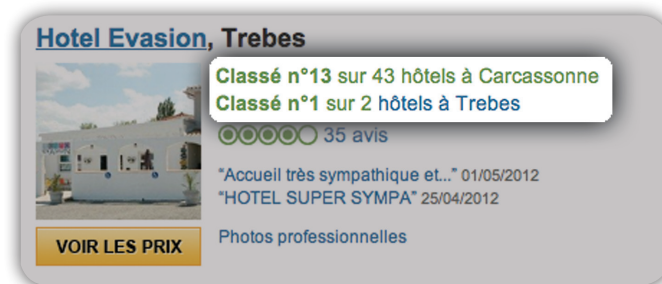 Hotel Evasion, Trebes
Classé n°13 sur 43 hôtels à Carcassonne
Classé n°1 sur 2 hôtels à Trebes
35 avis
“Accueil très sympathique et...” 01/05/2012
“HOTEL SUPER SYMPA” 25/04/2012
VOIR LES PRIX
Photos professionnelles